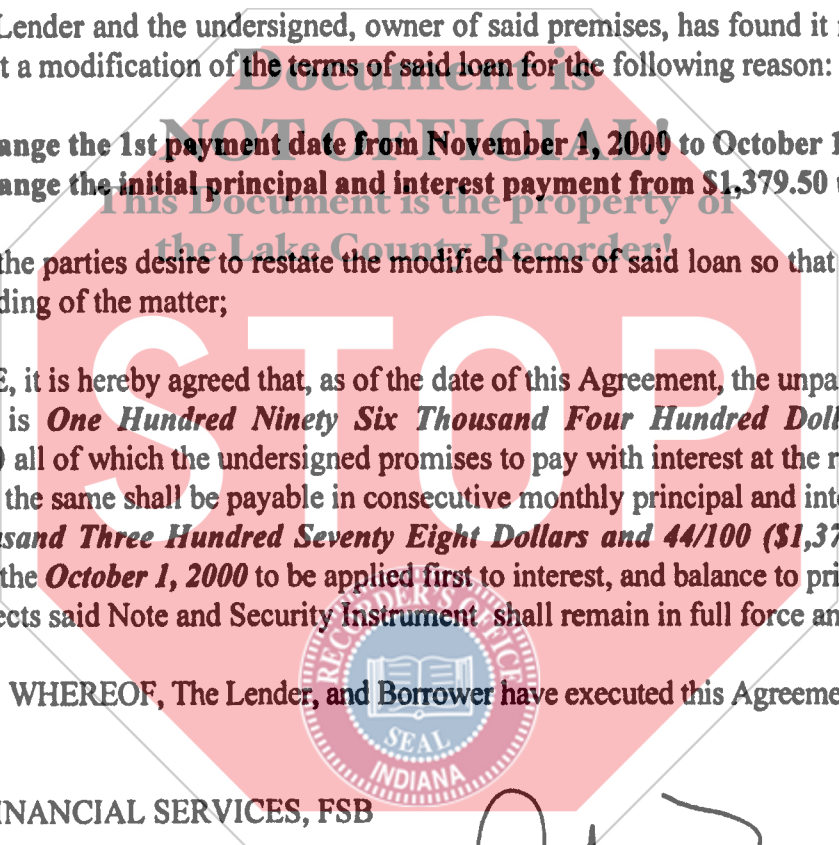 Lender and the undersigned, owner of said premises, has found it
t a modification of the terms of said loan for the following reason:
Document is
ange the 1st payment date from November 1, 2000 to October 1
NOT OFFICIAL!
ange the initial principal and interest payment from $1,379.50
This Document is the property of
the Lake County Recorder!
the parties desire to restate the modified terms of said loan so that
ding of the matter;
STOP
E, it is hereby agreed that, as of the date of this Agreement, the unpa
is One Hundred Ninety Six Thousand Four Hundred Doll
) all of which the undersigned promises to pay with interest at the r
the same shall be payable in consecutive monthly principal and int
usand Three Hundred Seventy Eight Dollars and 44/100 ($1,37
the October 1, 2000 to be applied first to interest, and balance to pri
ects said Note and Security Instrument shall remain in full force an
RECORDER'S OFFICE
WHEREOF, The Lender, and Borrower have executed this Agreeme
SEAL
INDIANA
INANCIAL SERVICES, FSB